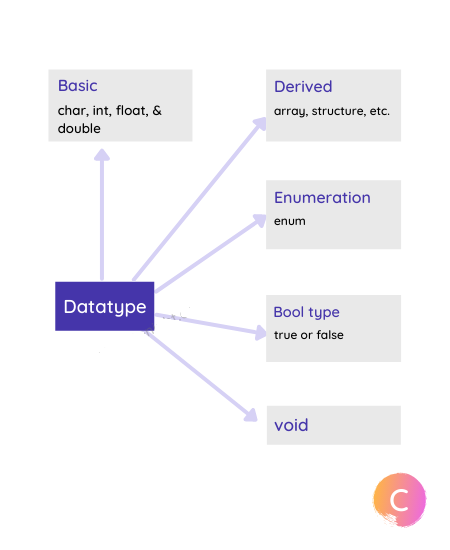 Basic
char, int, float, &
double
Derived
array, structure, etc.
Enumeration
enum
Datatype
Bool type
true or false
void
C